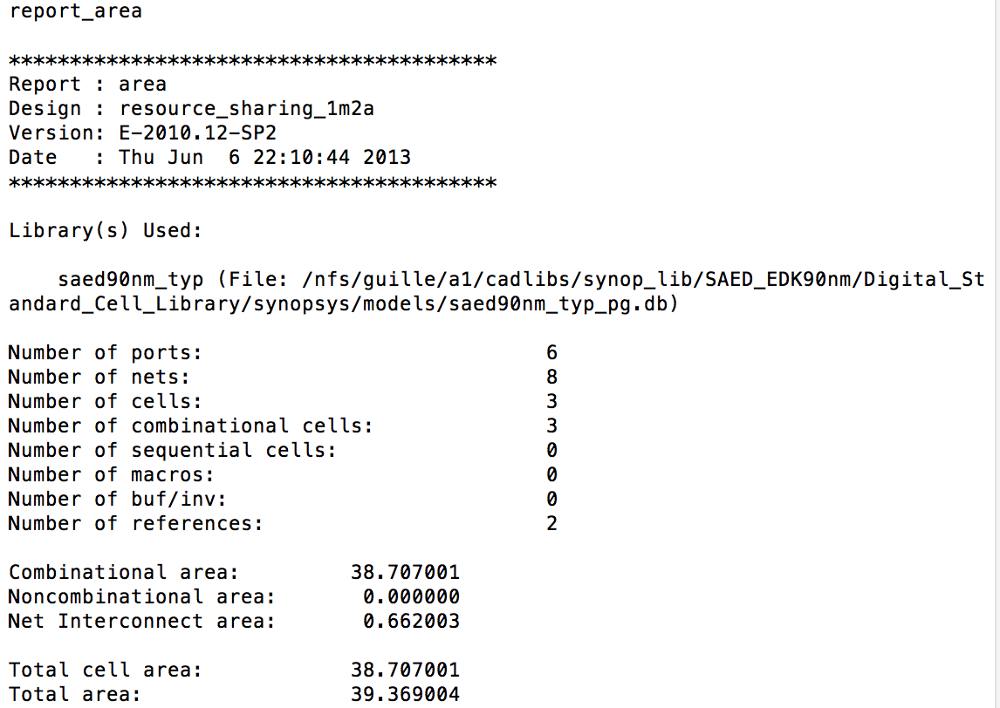 report_area
****************************************
Report : area
Design : resource_sharing_1m2a
Version: E-2010.12-SP2
Date   : Thu Jun  6 22:10:44 2013
****************************************
Library(s) Used:
    saed90nm_typ (File: /nfs/guille/a1/cadlibs/synop_lib/SAED_EDK90nm/Digital_St
andard_Cell_Library/synopsys/models/saed90nm_typ_pg.db)
Number of ports:                            6
Number of nets:                             8
Number of cells:                            3
Number of combinational cells:              3
Number of sequential cells:                 0
Number of macros:                           0
Number of buf/inv:                          0
Number of references:                       2
Combinational area:         38.707001
Noncombinational area:       0.000000
Net Interconnect area:       0.662003
Total cell area:            38.707001
Total area:                 39.369004